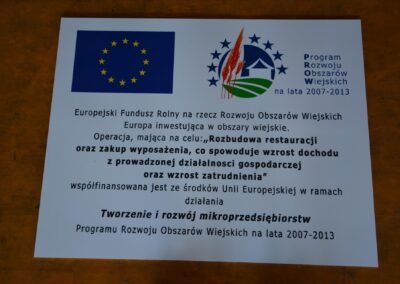 Program
Rozwoju
Obszarów
Wiejskich
na lata 2007-2013
Europejski Fundusz Rolny na rzecz Rozwoju Obszarów Wiejskich
Europa inwestująca w obszary wiejskie.
Operacja, mająca na celu:„Rozbudowa restauracji
oraz zakup wyposażenia, co spowoduje wzrost dochodu
z prowadzonej działalnosci gospodarczej
oraz wzrost zatrudnienia"
współfinansowana jest ze środków Unii Europejskiej w ramach
działania
Tworzenie i rozwój mikroprzedsiębiorstw
Programu Rozwoju Obszarów Wiejskich na lata 2007-2013